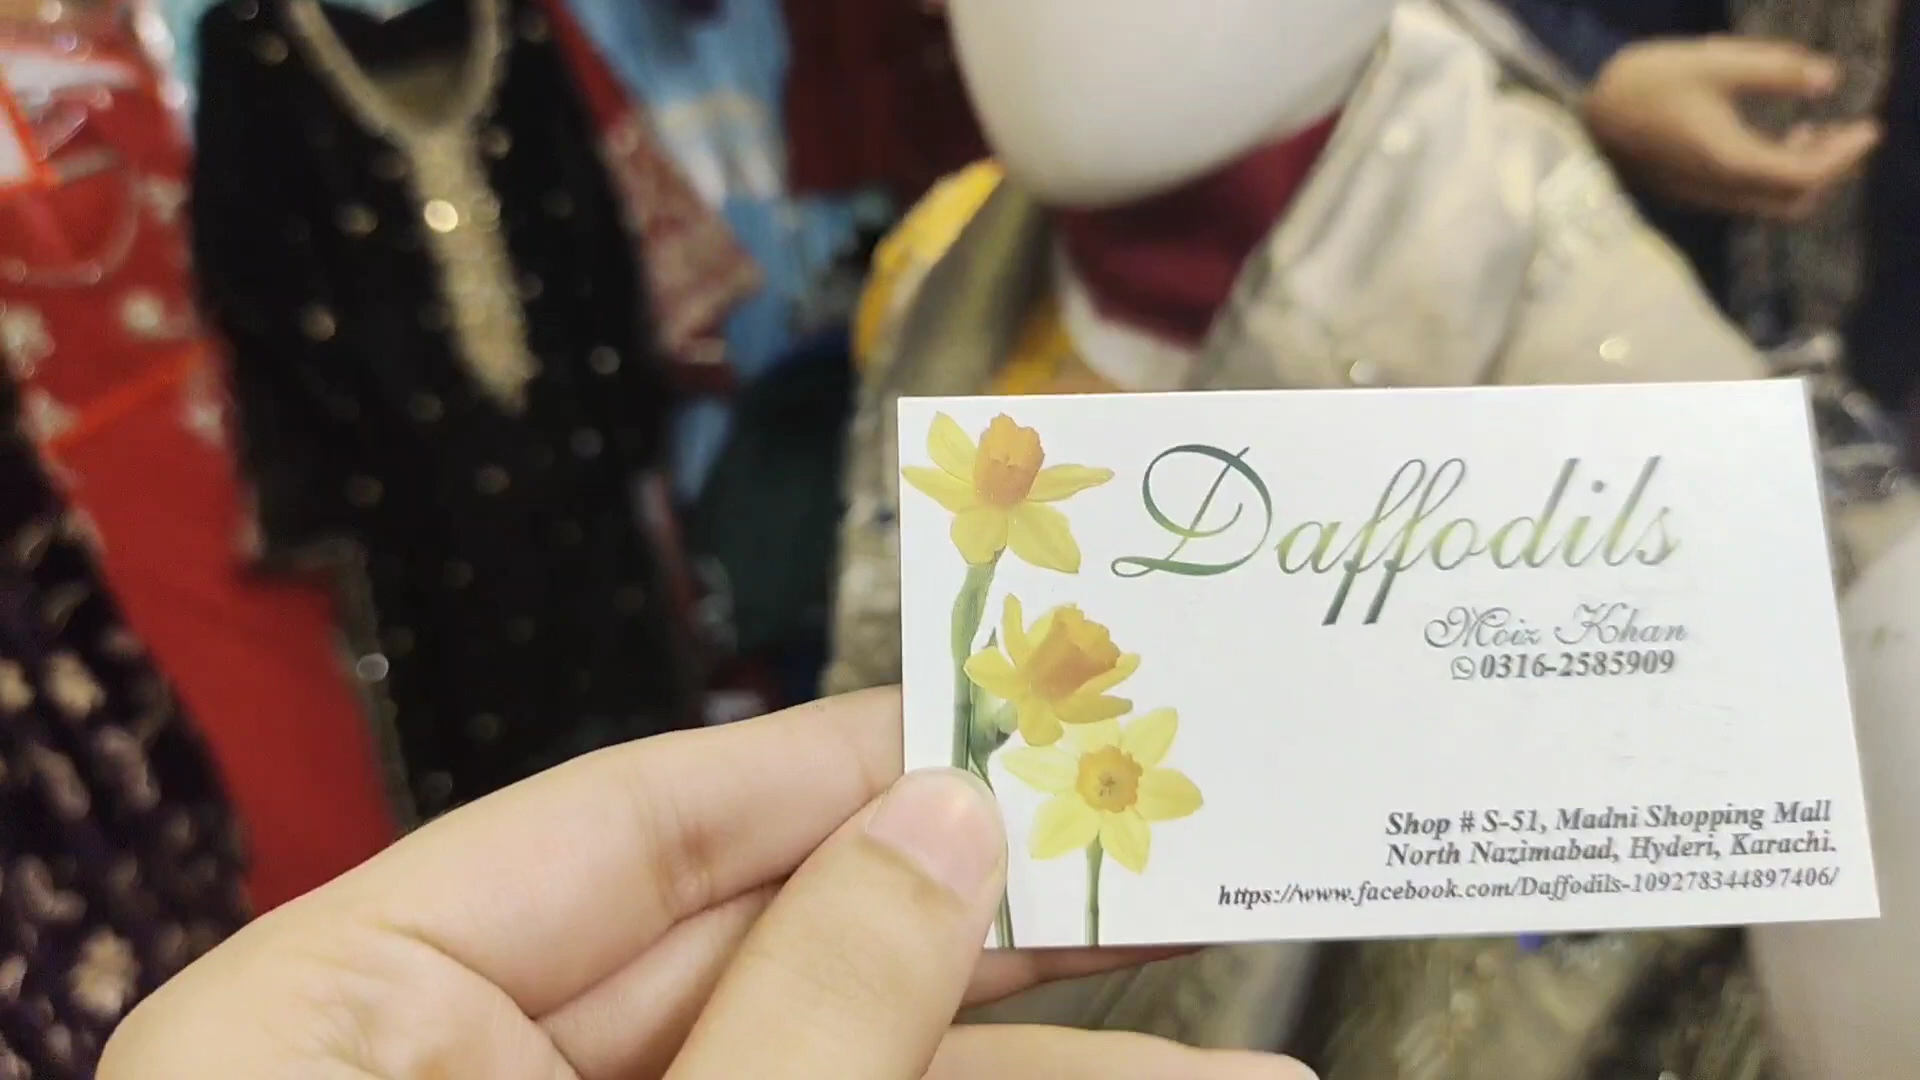 Daffodils
Moiz Khan
0316-2585909
Shop # S-51, Madni Shopping Mall
North Nazimabad, Hyderi, Karachi.
https://www.facebook.com/Daffodils-109278344897406/